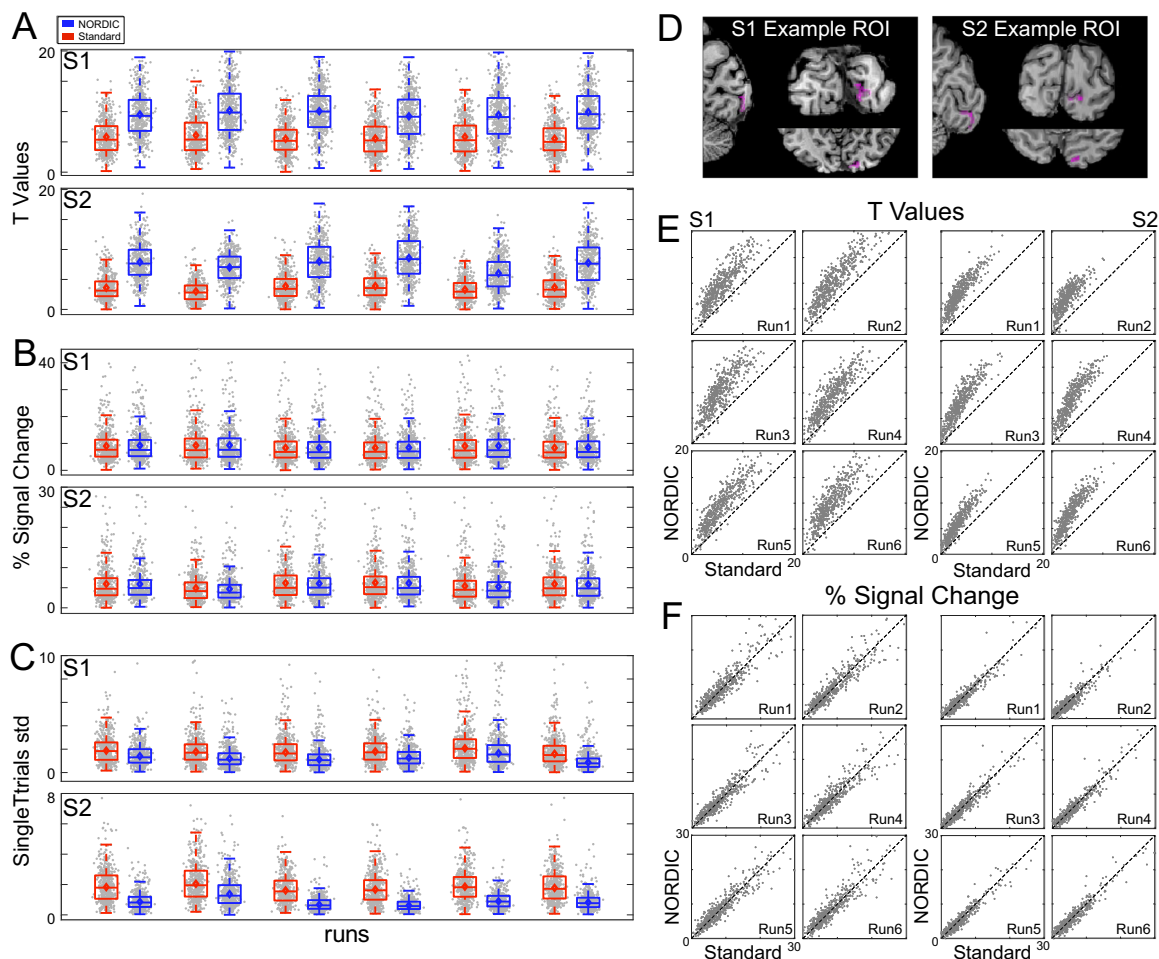 A
NORDIC
Standard
S1
20
0
S2
20
0
T Values
B
S1
40
0
S2
30
0
% Signal Change
C
S1
10
0
S2
8
0
SingleTtrials std
runs
D
S1 Example ROI
S2 Example ROI
E
S1
T Values
S2
Run1
Run2
Run1
Run2
Run3
Run4
Run3
Run4
20
20
NORDIC
NORDIC
Run5
Run6
Run5
Run6
0
0
20
Standard
Standard
F
% Signal Change
Run1
Run2
Run1
Run2
Run3
Run4
Run3
Run4
30
30
NORDIC
NORDIC
Run5
Run6
Run5
Run6
0
30
0
30
Standard
Standard